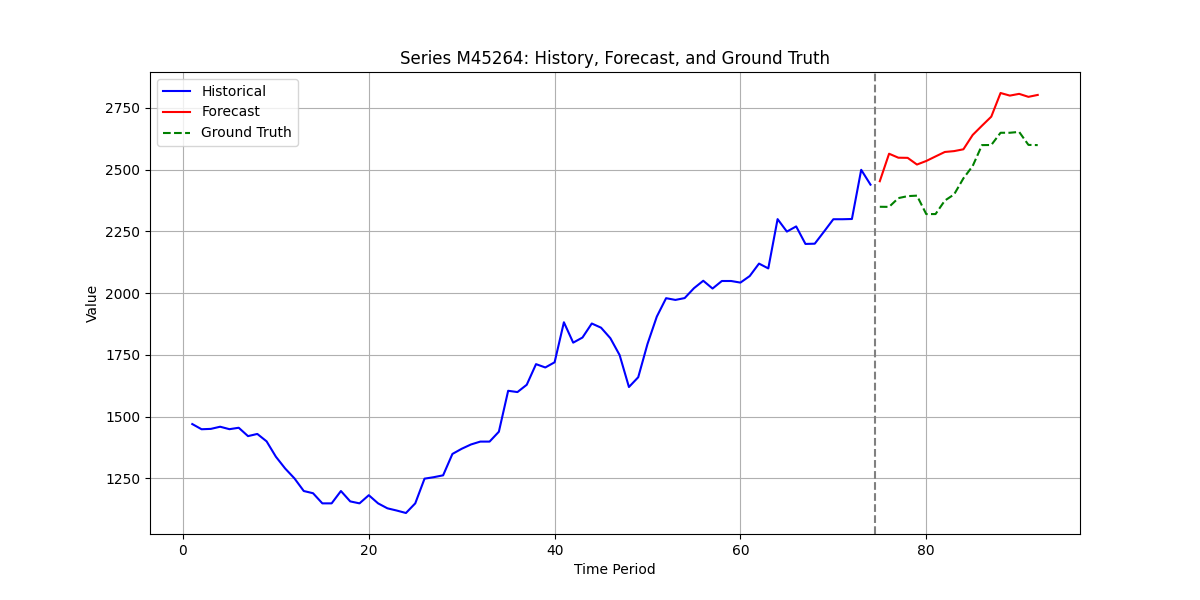 Series M45264: History, Forecast, and Ground Truth
Historical
Forecast
Ground Truth
2750
2500
2250
2000
1750
1500
1250
Value
0 20 40 60 80
Time Period